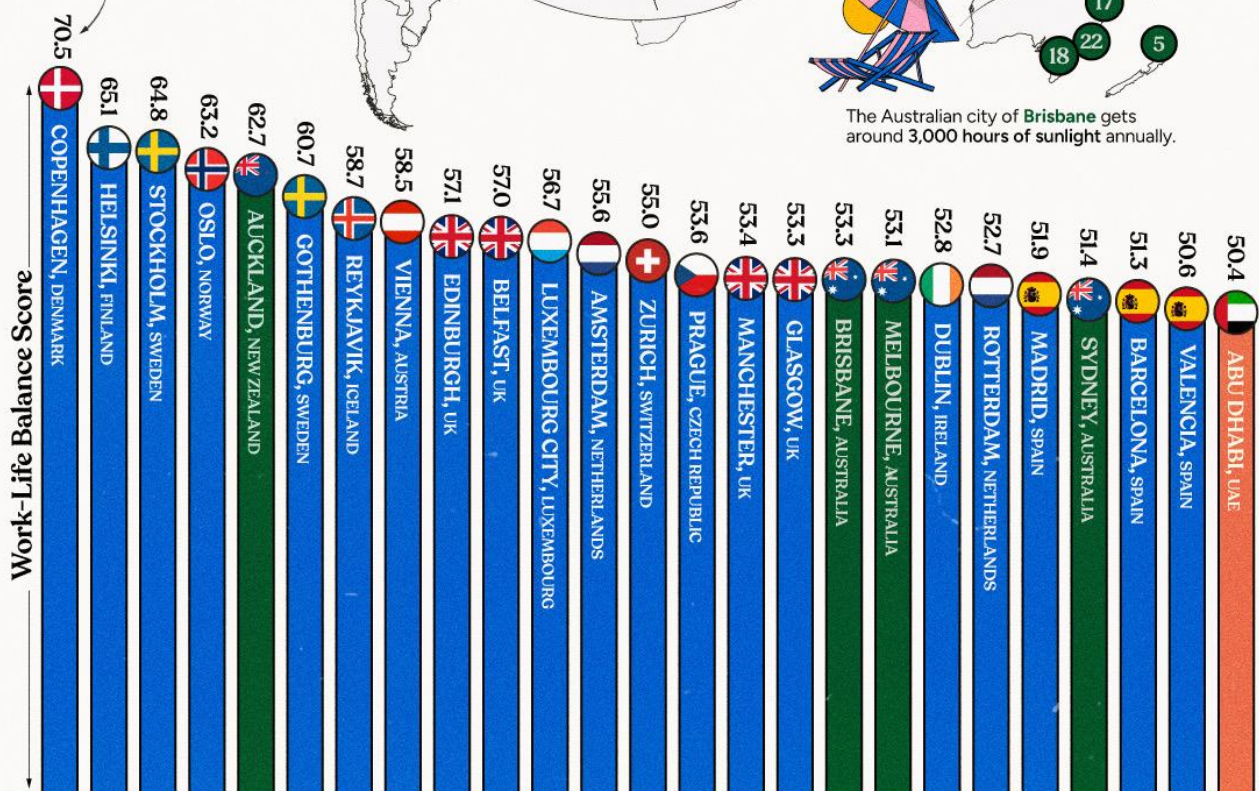 17
22
18
5
The Australian city of Brisbane gets
around 3,000 hours of sunlight annually.
Work-Life Balance Score
70.5
COPENHAGEN, DENMARK
65.1
HELSINKI, FINLAND
64.8
STOCKHOLM, SWEDEN
63.2
OSLO, NORWAY
62.7
AUCKLAND, NEW ZEALAND
60.7
GOTHENBURG, SWEDEN
58.7
REYKJAVIK, ICELAND
58.5
VIENNA, AUSTRIA
57.1
EDINBURGH, UK
57.0
BELFAST, UK
56.7
LUXEMBOURG CITY, LUXEMBOURG
55.6
AMSTERDAM, NETHERLANDS
55.0
ZURICH, SWITZERLAND
53.6
PRAGUE, CZECH REPUBLIC
53.4
MANCHESTER, UK
53.3
GLASGOW, UK
53.3
BRISBANE, AUSTRALIA
53.1
MELBOURNE, AUSTRALIA
52.8
DUBLIN, IRELAND
52.7
ROTTERDAM, NETHERLANDS
51.9
MADRID, SPAIN
51.4
SYDNEY, AUSTRALIA
51.3
BARCELONA, SPAIN
50.6
VALENCIA, SPAIN
50.4
ABU DHABI, UAE